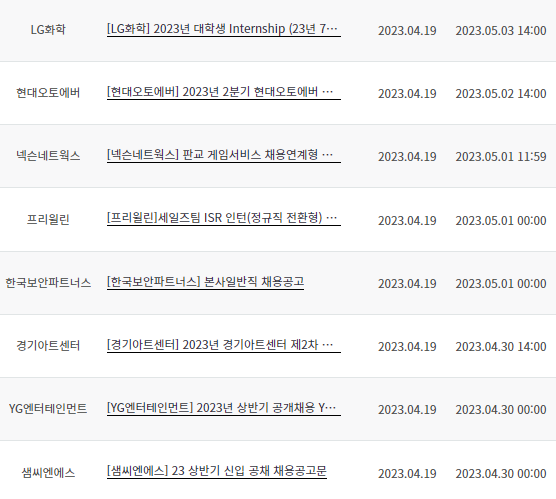 LG화학 [LG화학] 2023년 대학생 Internship (23년 7… 2023.04.19 2023.05.03 14:00
현대오토에버 [현대오토에버] 2023년 2분기 현대오토에버 … 2023.04.19 2023.05.02 14:00
넥슨네트웍스 [넥슨네트웍스] 판교 게임서비스 채용연계형 … 2023.04.19 2023.05.01 11:59
프리윌린 [프리윌린]세일즈팀 ISR 인턴(정규직 전환형) … 2023.04.19 2023.05.01 00:00
한국보안파트너스 [한국보안파트너스] 본사일반직 채용공고 2023.04.19 2023.05.01 00:00
경기아트센터 [경기아트센터] 2023년 경기아트센터 제2차 … 2023.04.19 2023.04.30 14:00
YG엔터테인먼트 [YG엔터테인먼트] 2023년 상반기 공개채용 Y… 2023.04.19 2023.04.30 00:00
샘씨엔에스 [샘씨엔에스] 23 상반기 신입 공채 채용공고문 2023.04.19 2023.04.30 00:00